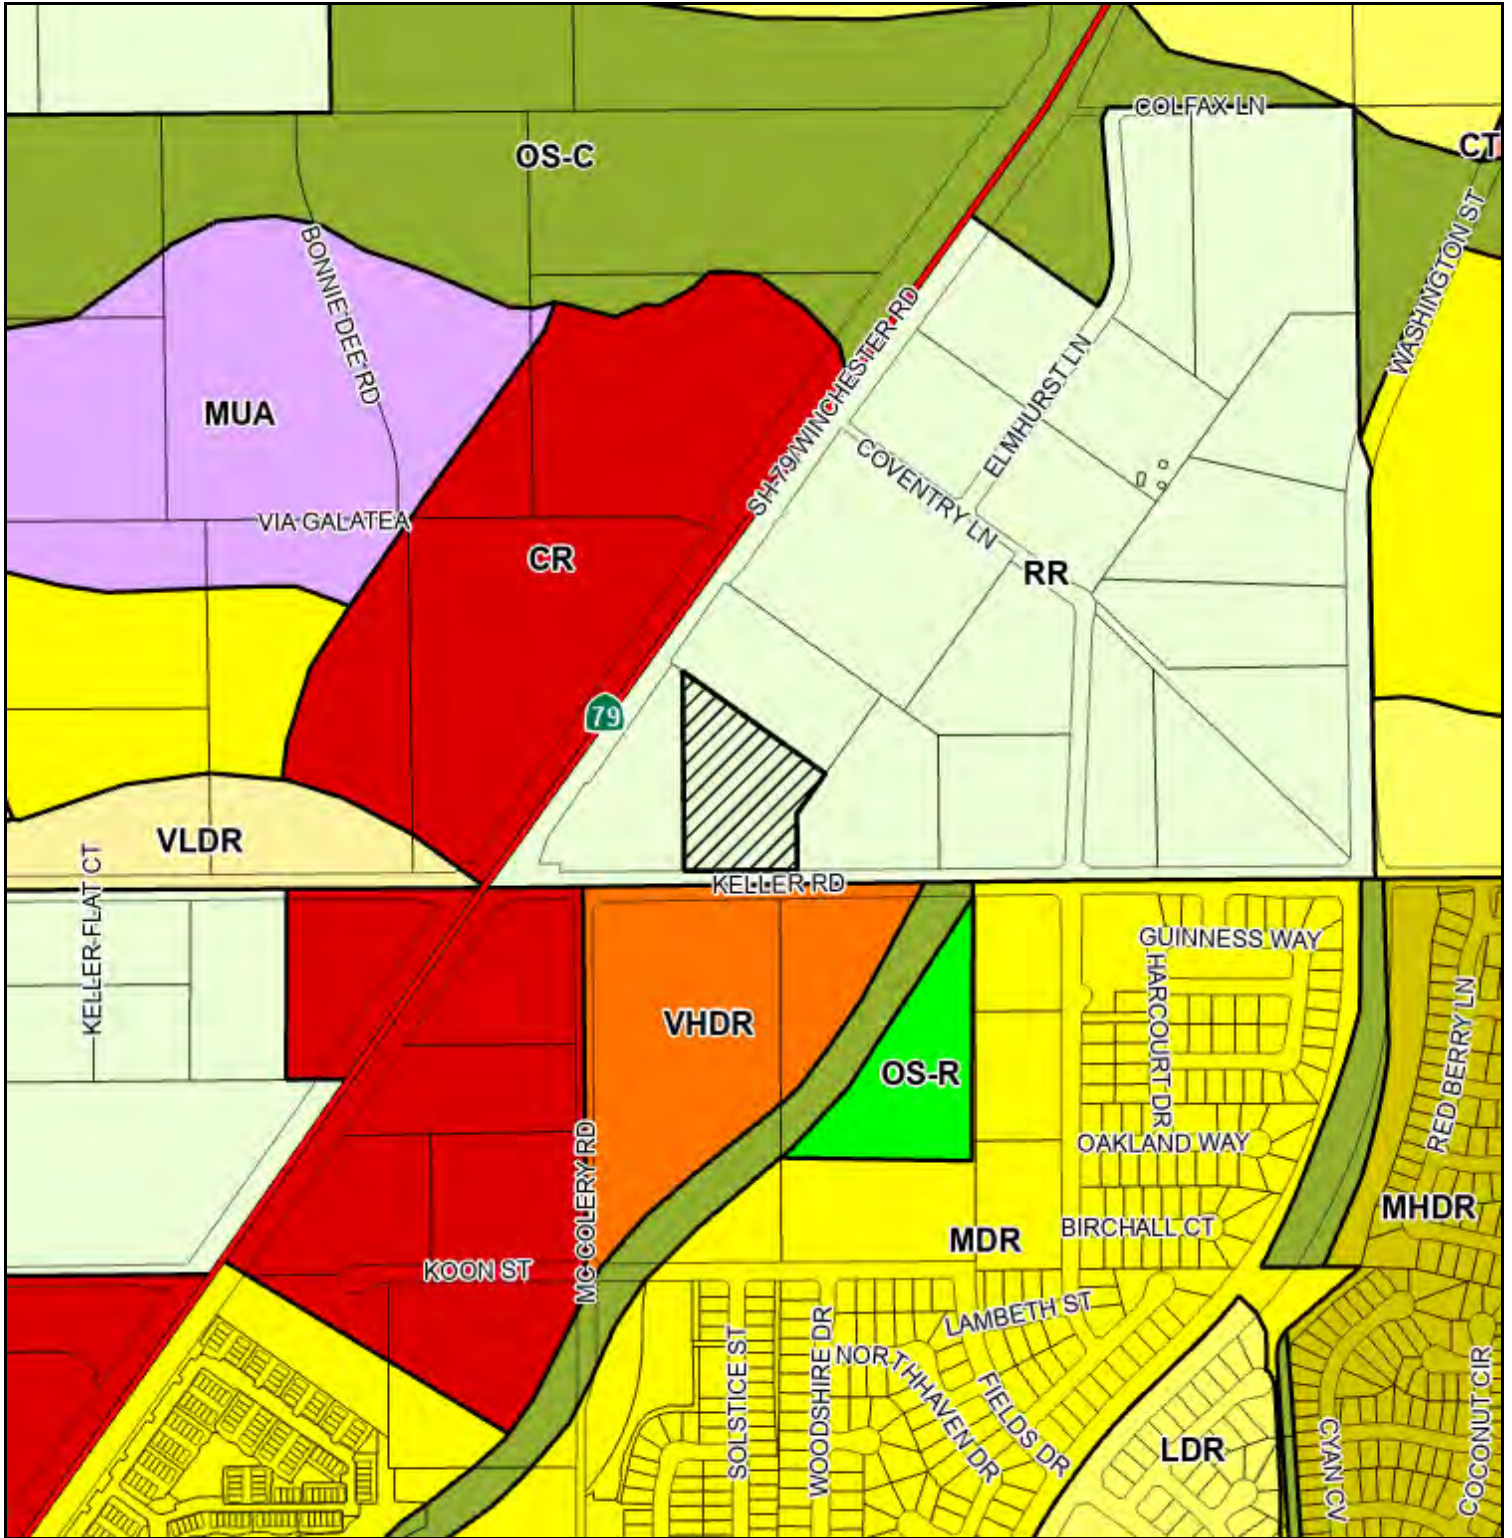 COLFAX LN
CT
OS-C
WASHINGTON ST
BONNIE DEE RD
SH-79/WINCHESTER RD
ELMHURST LN
MUA
COVENTRY LN
VIA GALATEA
CR
RR
79
VLDR
KELLER-FLAT CT
KELLER RD
GUINNESS WAY
HARCOURT DR
RED BERRY LN
VHDR
OS-R
OAKLAND WAY
MC COLERY RD
MHDR
BIRCHALL CT
MDR
KOON ST
LAMBETH ST
SOLSTICE ST
WOODSHIRE DR
NORTHHAVEN DR
FIELDS DR
LDR
CYAN CV
COCONUT CIR